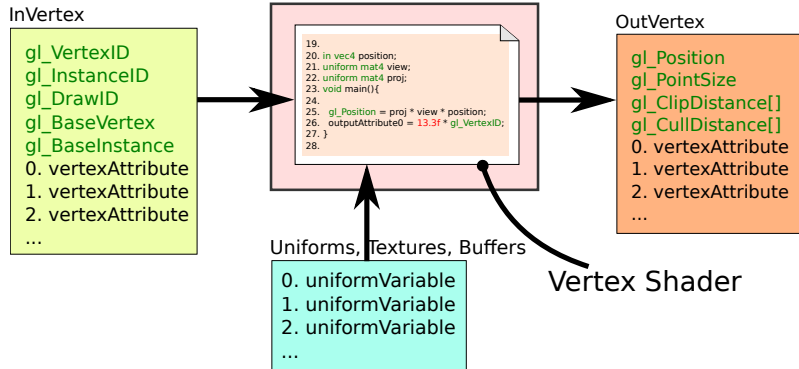 InVertex
gl_VertexID
gl_InstanceID
gl_DrawID
gl_BaseVertex
gl_BaseInstance
0. vertexAttribute
1. vertexAttribute
2. vertexAttribute
...
19.
20. in vec4 position;
21. uniform mat4 view;
22. uniform mat4 proj;
23. void main(){
24.
25. gl_Position = proj * view * position;
26. outputAttribute0 = 13.3f * gl_VertexID;
27. }
28.
OutVertex
gl_Position
gl_PointSize
gl_ClipDistance[]
gl_CullDistance[]
0. vertexAttribute
1. vertexAttribute
2. vertexAttribute
...
Uniforms, Textures, Buffers
0. uniformVariable
1. uniformVariable
2. uniformVariable
...
Vertex Shader